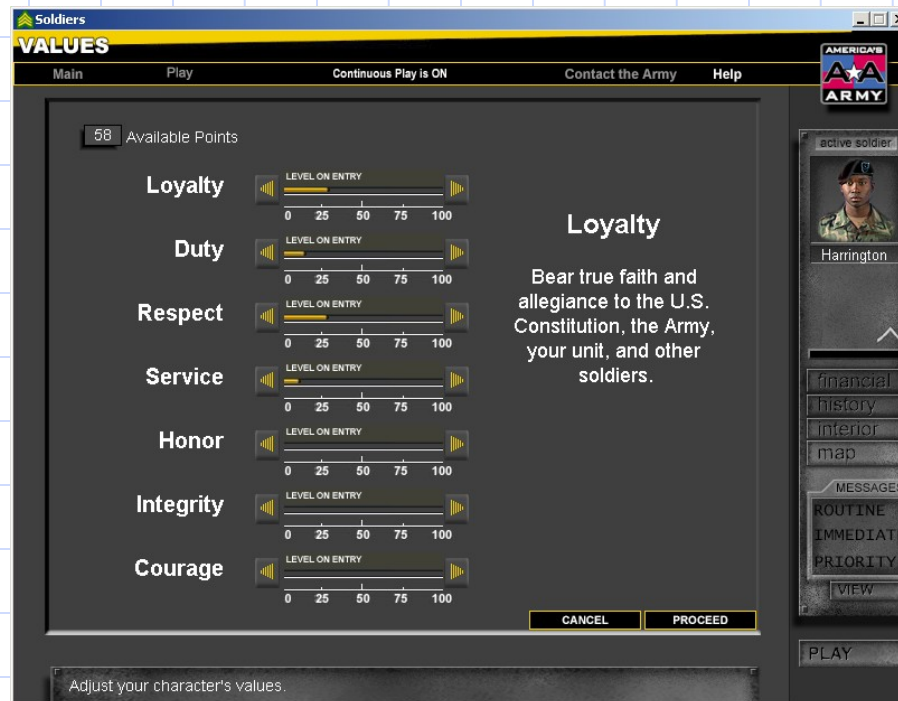 Soldiers
VALUES
AMERICA'S
AA
ARMY
Main Play Continuous Play is ON Contact the Army Help
58 Available Points
active soldier
Harrington
Loyalty
LEVEL ON ENTRY
0 25 50 75 100
Duty
LEVEL ON ENTRY
0 25 50 75 100
Respect
LEVEL ON ENTRY
0 25 50 75 100
Service
LEVEL ON ENTRY
0 25 50 75 100
Honor
LEVEL ON ENTRY
0 25 50 75 100
Integrity
LEVEL ON ENTRY
0 25 50 75 100
Courage
LEVEL ON ENTRY
0 25 50 75 100
Loyalty
Bear true faith and
allegiance to the U.S.
Constitution, the Army,
your unit, and other
soldiers.
CANCEL PROCEED
financial
history
interior
map
MESSAGES
ROUTINE
IMMEDIAT
PRIORITY
VIEW
PLAY
Adjust your character's values.